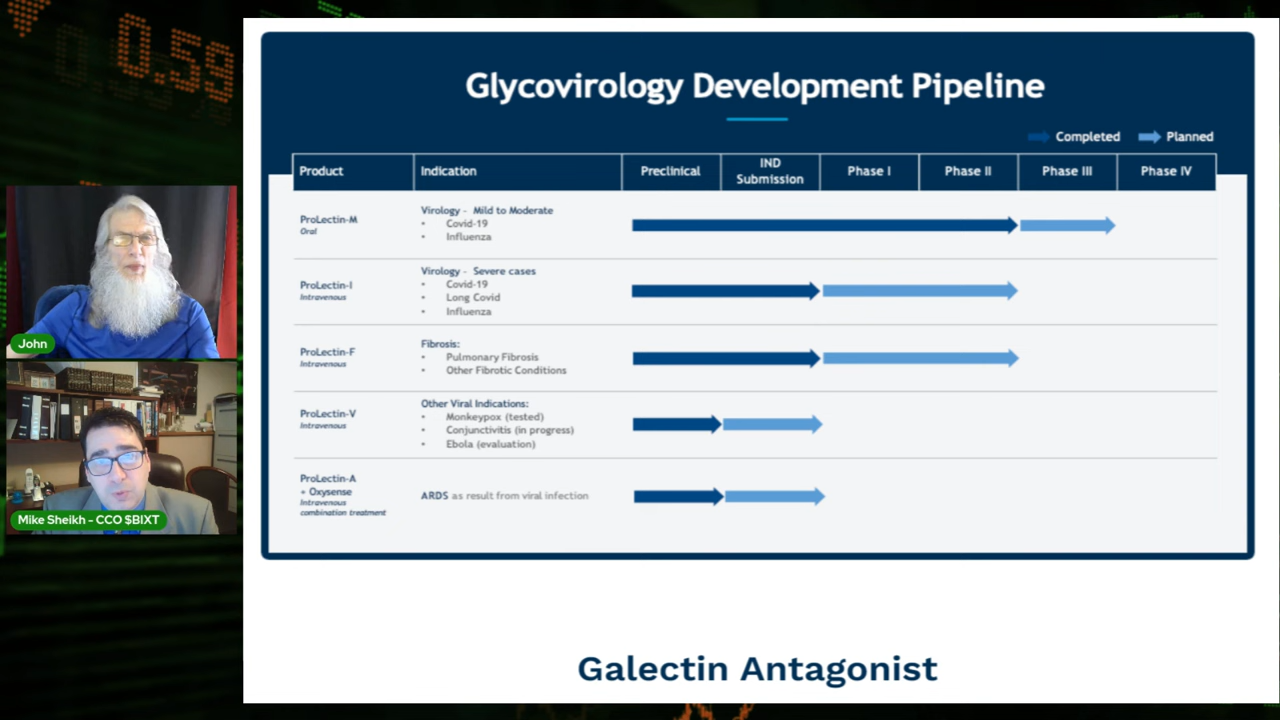 0.59
Glycovirology Development Pipeline
Completed Planned
Product Indication Preclinical IND Submission Phase I Phase II Phase III Phase IV
ProLectin-M
Oral
Virology - Mild to Moderate
• Covid-19
• Influenza
ProLectin-I
Intravenous
Virology - Severe cases
• Covid-19
• Long Covid
• Influenza
ProLectin-F
Intravenous
Fibrosis:
• Pulmonary Fibrosis
• Other Fibrotic Conditions
ProLectin-V
Intravenous
Other Viral Indications:
• Monkeypox (tested)
• Conjunctivitis (in progress)
• Ebola (evaluation)
ProLectin-A
+ Oxysense
Intravenous
combination treatment
ARDS as result from viral infection
John
Mike Sheikh - CCO $BIXT
Galectin Antagonist